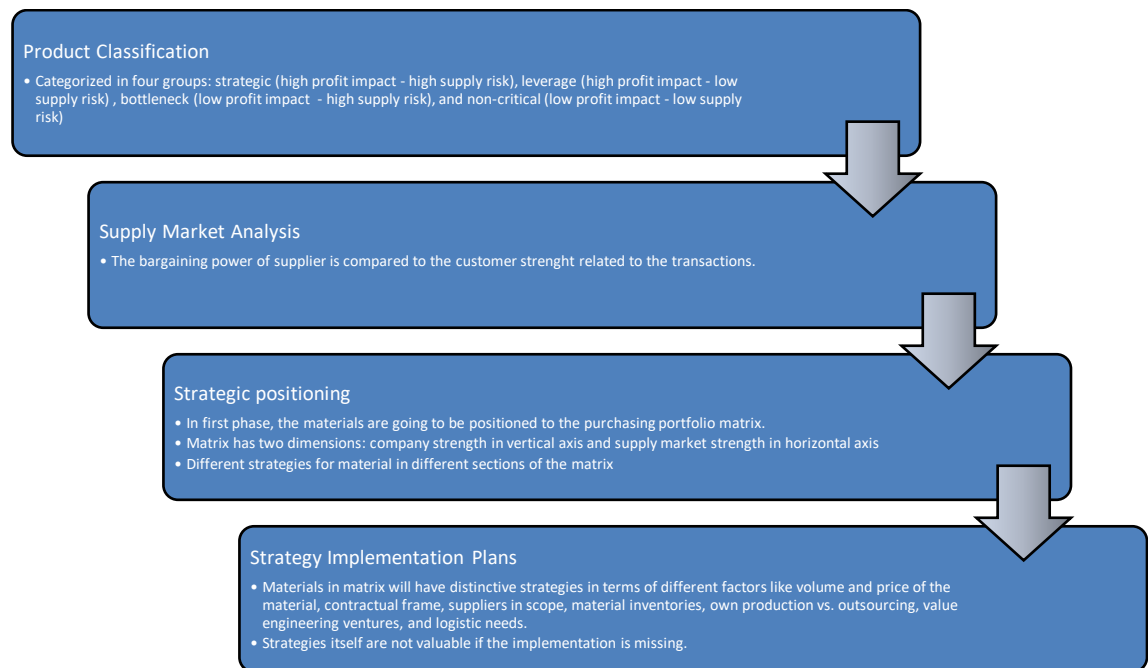 Product Classification
• Categorized in four groups: strategic (high profit impact - high supply risk), leverage (high profit impact - low
supply risk) , bottleneck (low profit impact  - high supply risk), and non-critical (low profit impact - low supply
risk)
Supply Market Analysis
• The bargaining power of supplier is compared to the customer strenght related to the transactions.
Strategic positioning
• In first phase, the materials are going to be positioned to the purchasing portfolio matrix.
• Matrix has two dimensions: company strength in vertical axis and supply market strength in horizontal axis
• Different strategies for material in different sections of the matrix
Strategy Implementation Plans
• Materials in matrix will have distinctive strategies in terms of different factors like volume and price of the
material, contractual frame, suppliers in scope, material inventories, own production vs. outsourcing, value
engineering ventures, and logistic needs.
• Strategies itself are not valuable if the implementation is missing.